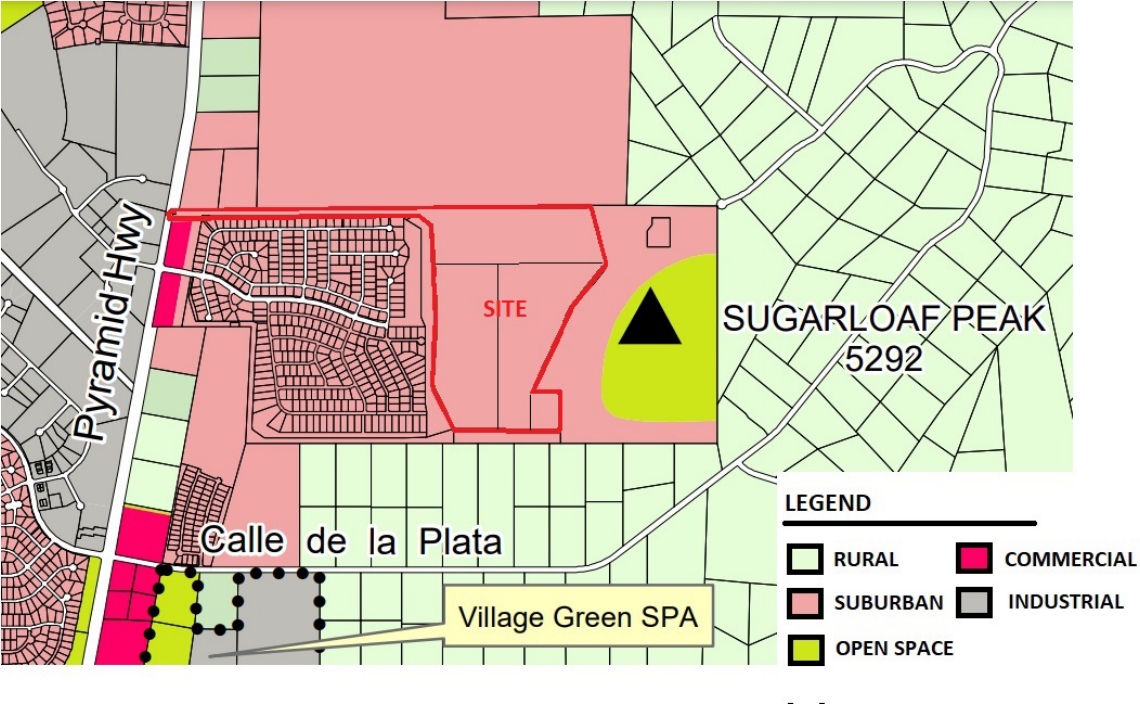 Pyramid Hwy
SITE
SUGARLOAF PEAK
5292
Calle de la Plata
Village Green SPA
LEGEND
RURAL
COMMERCIAL
SUBURBAN
INDUSTRIAL
OPEN SPACE